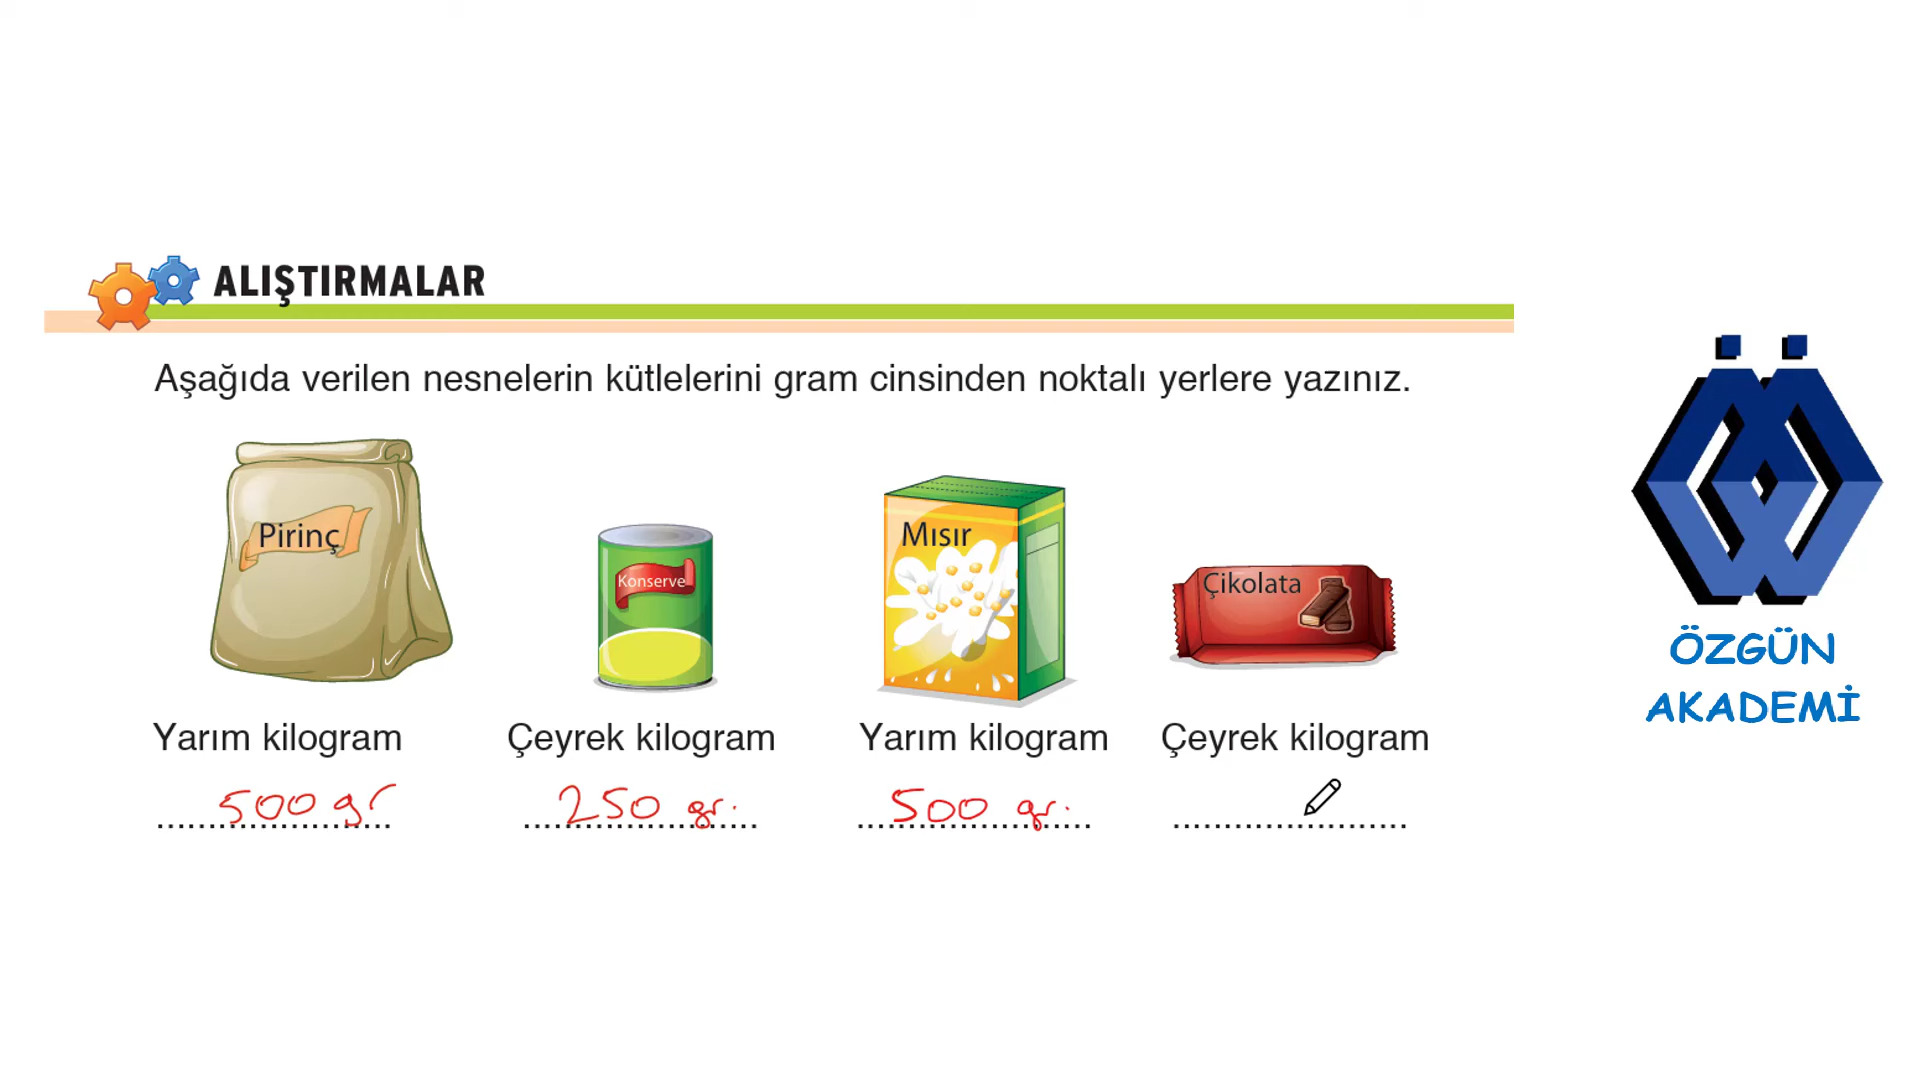 ALIŞTIRMALAR
Aşağıda verilen nesnelerin kütlelerini gram cinsinden noktalı yerlere yazınız.
Pirinç
Konserve
Mısır
Çikolata
Yarım kilogram
Çeyrek kilogram
Yarım kilogram
Çeyrek kilogram
500 gr
250 gr.
500 gr.
ÖZGÜN
AKADEMİ